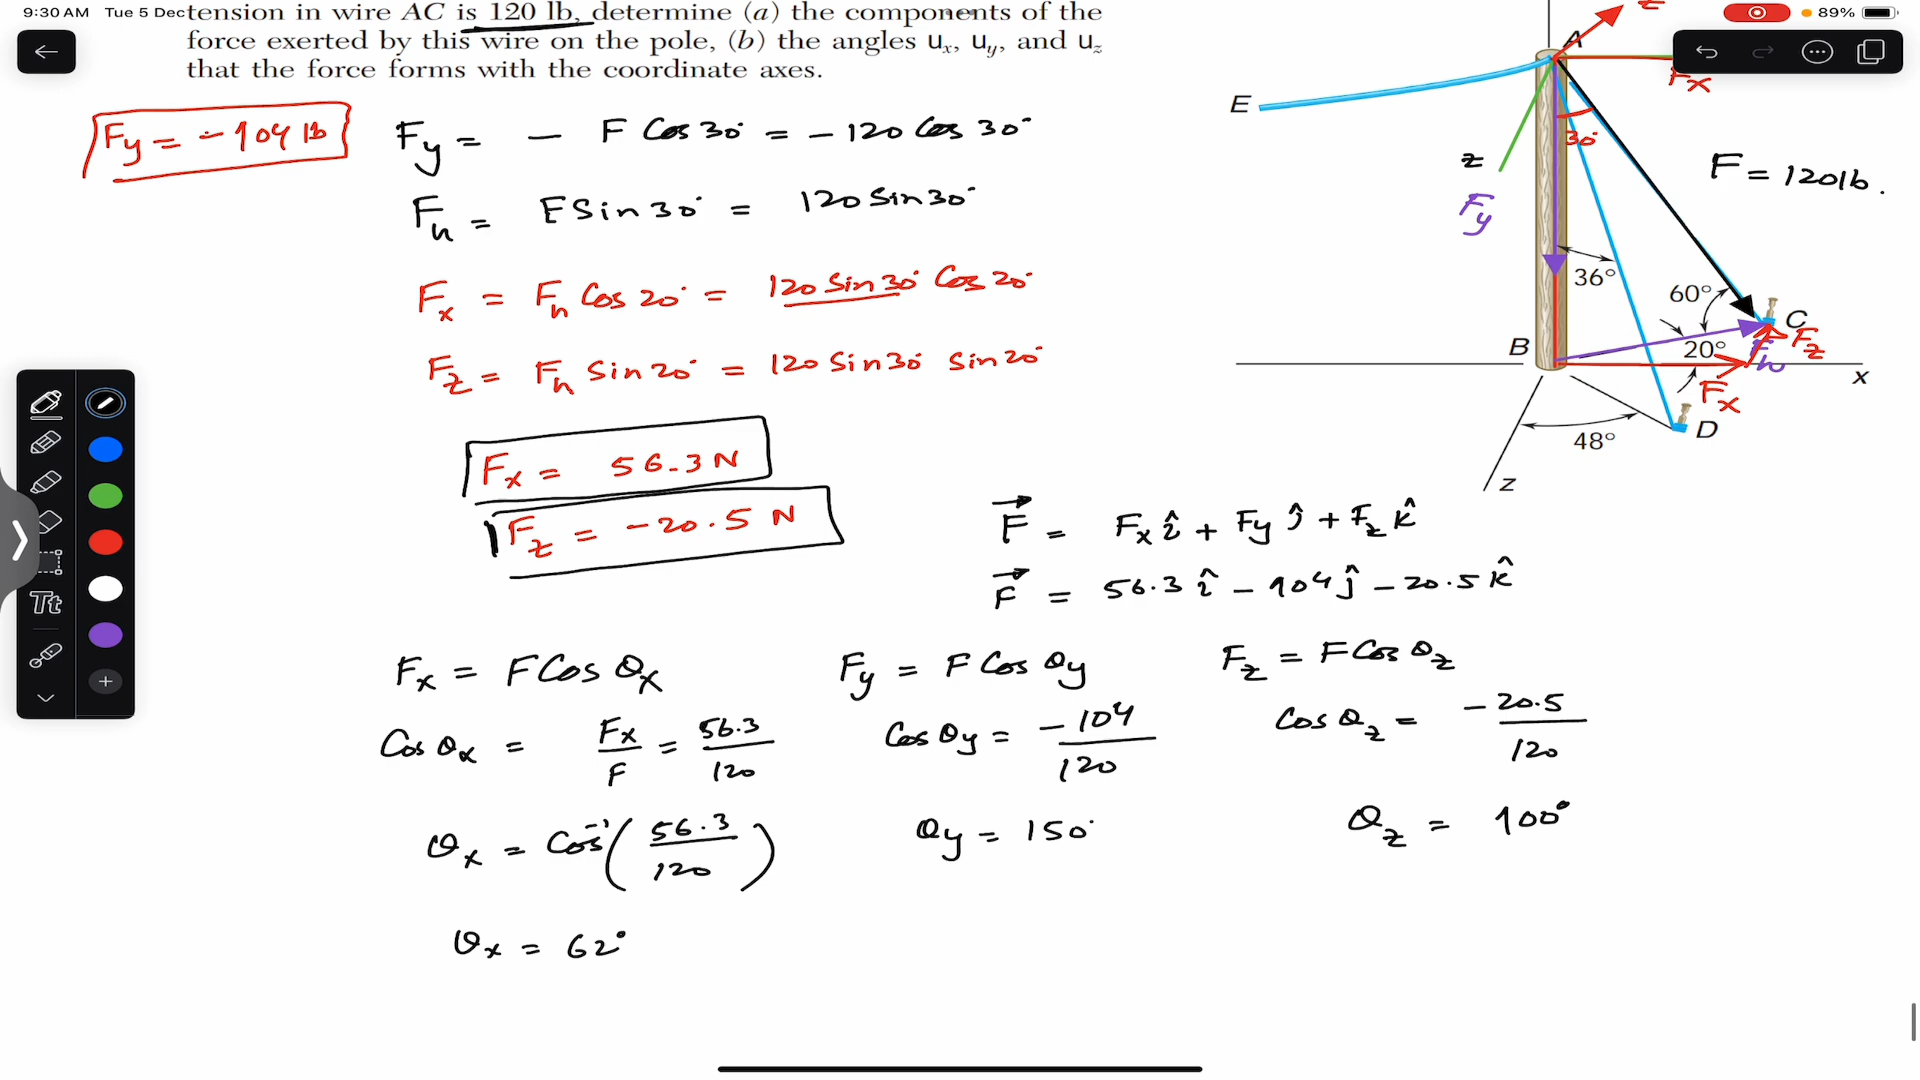 9:30 AM Tue 5 Dec
89%
tension in wire AC is 120 lb, determine (a) the components of the
force exerted by this wire on the pole, (b) the angles ux, uy, and uz
that the force forms with the coordinate axes.
Fy = -104 lb
Fy = - F Cos 30° = -120 Cos 30°
Fh = F Sin 30° = 120 Sin 30°
Fx = Fh Cos 20° = 120 Sin 30° Cos 20°
Fz = Fh Sin 20° = 120 Sin 30° Sin 20°
Fx = 56.3 N
Fz = -20.5 N
F = Fx î + Fy ĵ + Fz k̂
F = 56.3 î - 104 ĵ - 20.5 k̂
Fx = F Cos θx
Cos θx = Fx/F = 56.3/120
θx = Cos⁻¹(56.3/120)
θx = 62°
Fy = F Cos θy
Cos θy = -104/120
θy = 150°
Fz = F Cos θz
Cos θz = -20.5/120
θz = 100°
A
Fx
E
30°
z
Fy
F = 120 lb.
36°
60°
C
Fz
B
20°
Fh
x
Fx
D
48°
z
Tt